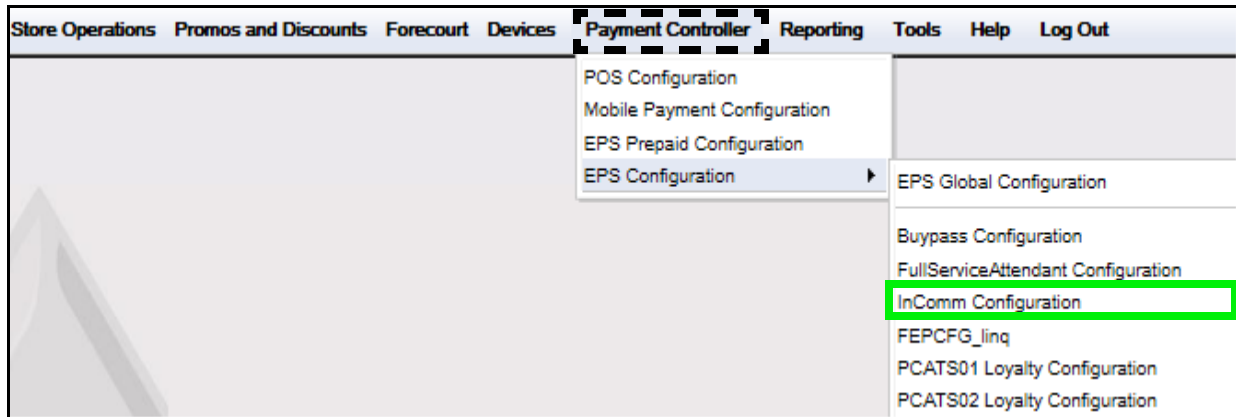 Store Operations Promos and Discounts Forecourt Devices Payment Controller Reporting Tools Help Log Out
POS Configuration
Mobile Payment Configuration
EPS Prepaid Configuration
EPS Configuration
EPS Global Configuration
Buypass Configuration
FullServiceAttendant Configuration
InComm Configuration
FEPCFG_linq
PCATS01 Loyalty Configuration
PCATS02 Loyalty Configuration